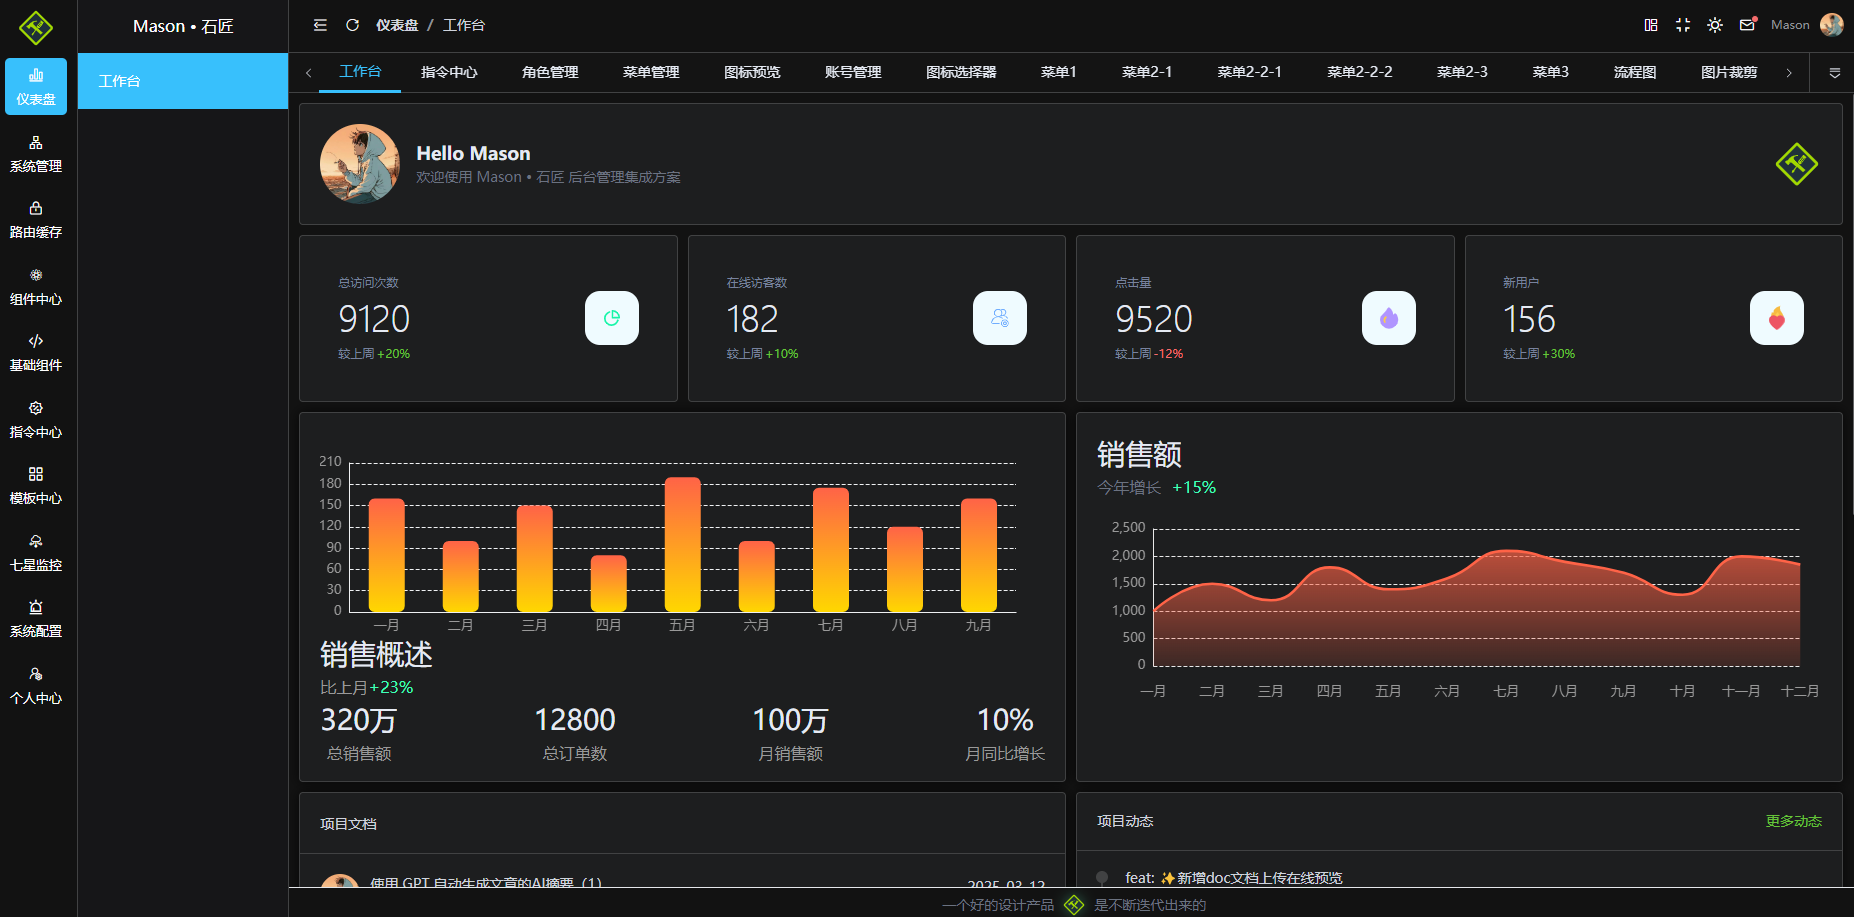 Mason • 石匠
仪表盘 / 工作台
Mason
仪表盘
系统管理
路由缓存
组件中心
基础组件
指令中心
模板中心
七星监控
系统配置
个人中心
工作台
工作台 指令中心 角色管理 菜单管理 图标预览 账号管理 图标选择器 菜单1 菜单2-1 菜单2-2-1 菜单2-2-2 菜单2-3 菜单3 流程图 图片裁剪
Hello Mason
欢迎使用 Mason • 石匠 后台管理集成方案
总访问次数
9120
较上周 +20%
在线访客数
182
较上周 +10%
点击量
9520
较上周 -12%
新用户
156
较上周 +30%
210
180
150
120
90
60
30
0
一月 二月 三月 四月 五月 六月 七月 八月 九月
销售概述
比上月+23%
320万 12800 100万 10%
总销售额 总订单数 月销售额 月同比增长
销售额
今年增长 +15%
2,500
2,000
1,500
1,000
500
0
一月 二月 三月 四月 五月 六月 七月 八月 九月 十月 十一月 十二月
项目文档
使用 GPT 自动生成文章的AI摘要（1）
2025-03-12
项目动态 更多动态
feat: ✨新增doc文档上传在线预览
一个好的设计产品 是不断迭代出来的